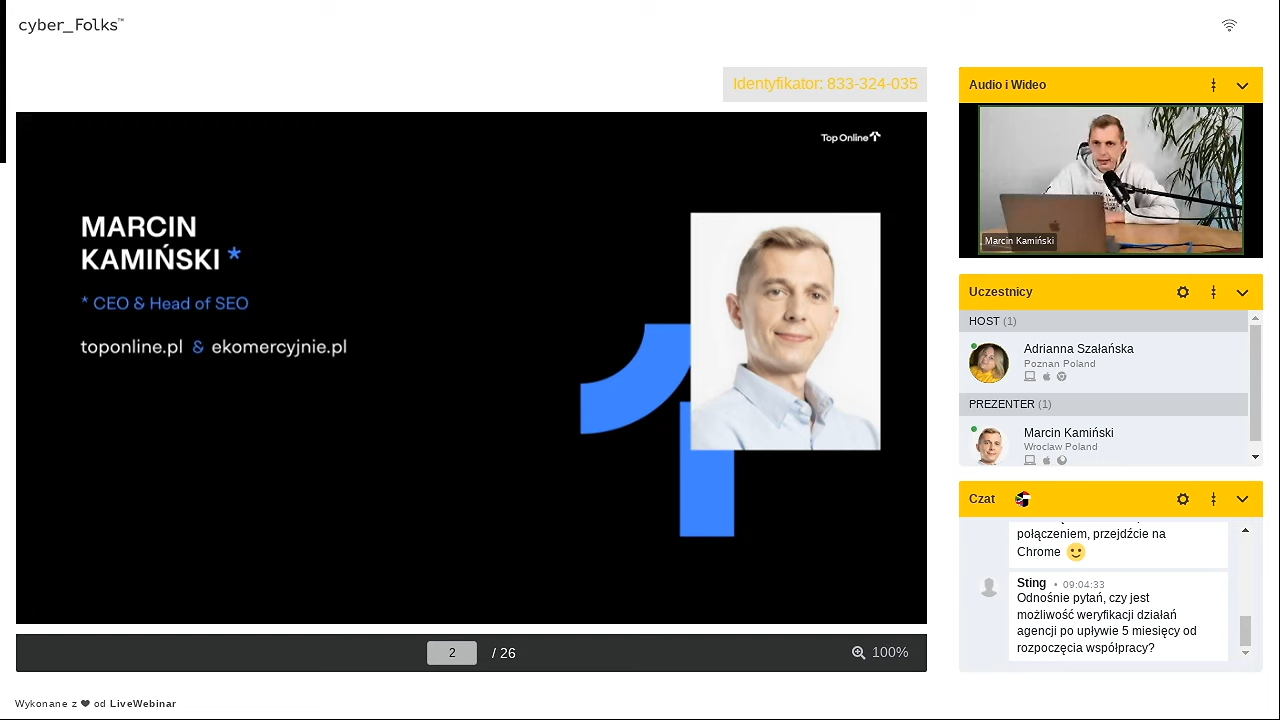 cyber_Folks™
Identyfikator: 833-324-035
Top Online
MARCIN
KAMIŃSKI *
* CEO & Head of SEO
toponline.pl & ekomercyjnie.pl
2 / 26
100%
Wykonane z ❤ od LiveWebinar
Audio i Wideo
Marcin Kamiński
Uczestnicy
HOST (1)
Adrianna Szałańska
Poznan Poland
PREZENTER (1)
Marcin Kamiński
Wroclaw Poland
Czat
połączeniem, przejdźcie na
Chrome 🙂
Sting • 09:04:33
Odnośnie pytań, czy jest
możliwość weryfikacji działań
agencji po upływie 5 miesięcy od
rozpoczęcia współpracy?